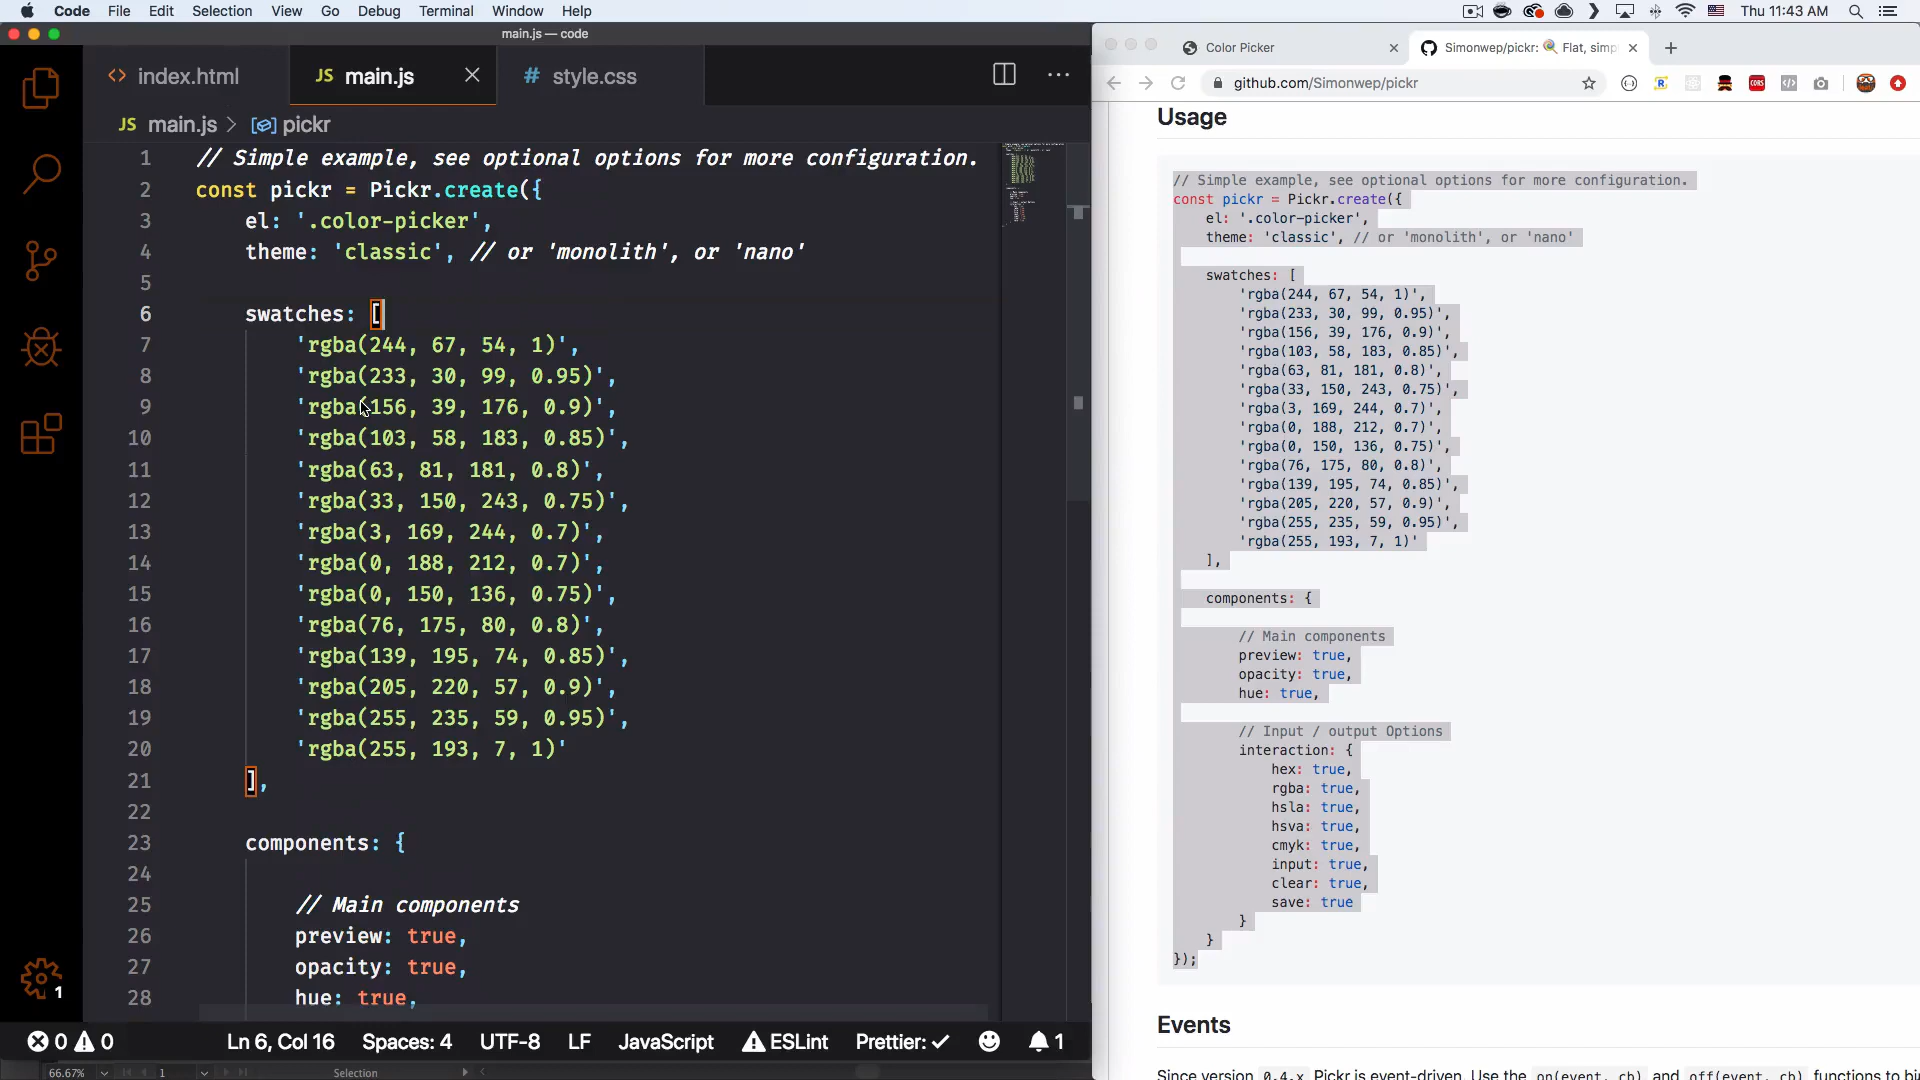 Code File Edit Selection View Go Debug Terminal Window Help
Thu 11:43 AM
main.js — code
index.html
JS main.js
# style.css
JS main.js > pickr
1 // Simple example, see optional options for more configuration.
2 const pickr = Pickr.create({
3 el: '.color-picker',
4 theme: 'classic', // or 'monolith', or 'nano'
5
6 swatches: [
7 'rgba(244, 67, 54, 1)',
8 'rgba(233, 30, 99, 0.95)',
9 'rgba(156, 39, 176, 0.9)',
10 'rgba(103, 58, 183, 0.85)',
11 'rgba(63, 81, 181, 0.8)',
12 'rgba(33, 150, 243, 0.75)',
13 'rgba(3, 169, 244, 0.7)',
14 'rgba(0, 188, 212, 0.7)',
15 'rgba(0, 150, 136, 0.75)',
16 'rgba(76, 175, 80, 0.8)',
17 'rgba(139, 195, 74, 0.85)',
18 'rgba(205, 220, 57, 0.9)',
19 'rgba(255, 235, 59, 0.95)',
20 'rgba(255, 193, 7, 1)'
21 ],
22
23 components: {
24
25 // Main components
26 preview: true,
27 opacity: true,
28 hue: true,
1
0 0 Ln 6, Col 16 Spaces: 4 UTF-8 LF JavaScript ESLint Prettier: ✓ 1
66.67% 1 Selection
Color Picker
Simonwep/pickr: Flat, simp
github.com/Simonwep/pickr
Usage
// Simple example, see optional options for more configuration.
const pickr = Pickr.create({
el: '.color-picker',
theme: 'classic', // or 'monolith', or 'nano'
swatches: [
'rgba(244, 67, 54, 1)',
'rgba(233, 30, 99, 0.95)',
'rgba(156, 39, 176, 0.9)',
'rgba(103, 58, 183, 0.85)',
'rgba(63, 81, 181, 0.8)',
'rgba(33, 150, 243, 0.75)',
'rgba(3, 169, 244, 0.7)',
'rgba(0, 188, 212, 0.7)',
'rgba(0, 150, 136, 0.75)',
'rgba(76, 175, 80, 0.8)',
'rgba(139, 195, 74, 0.85)',
'rgba(205, 220, 57, 0.9)',
'rgba(255, 235, 59, 0.95)',
'rgba(255, 193, 7, 1)'
],
components: {
// Main components
preview: true,
opacity: true,
hue: true,
// Input / output Options
interaction: {
hex: true,
rgba: true,
hsla: true,
hsva: true,
cmyk: true,
input: true,
clear: true,
save: true
}
}
});
Events
Since version 0.4.x Pickr is event-driven. Use the on(event, cb) and off(event, cb) functions to bi